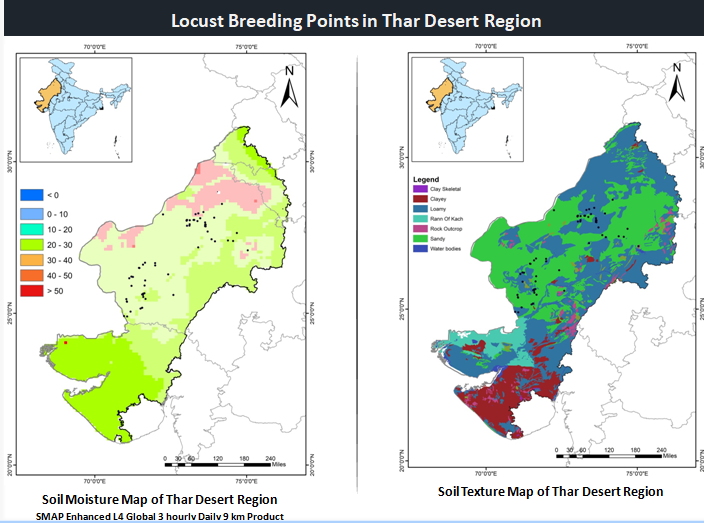 Locust Breeding Points in Thar Desert Region
70°0'0"E
75°0'0"E
N
30°0'0"N
25°0'0"N
20°0'0"N
< 0
0 - 10
10 - 20
20 - 30
30 - 40
40 - 50
> 50
0 30 60 120 180 240
Miles
70°0'0"E
75°0'0"E
Soil Moisture Map of Thar Desert Region
SMAP Enhanced L4 Global 3 hourly Daily 9 km Product
70°0'0"E
75°0'0"E
N
30°0'0"N
25°0'0"N
20°0'0"N
Legend
Clay Skeletal
Clayey
Loamy
Rann Of Kach
Rock Outcrop
Sandy
Water bodies
0 30 60 120 180 240
Miles
70°0'0"E
75°0'0"E
Soil Texture Map of Thar Desert Region